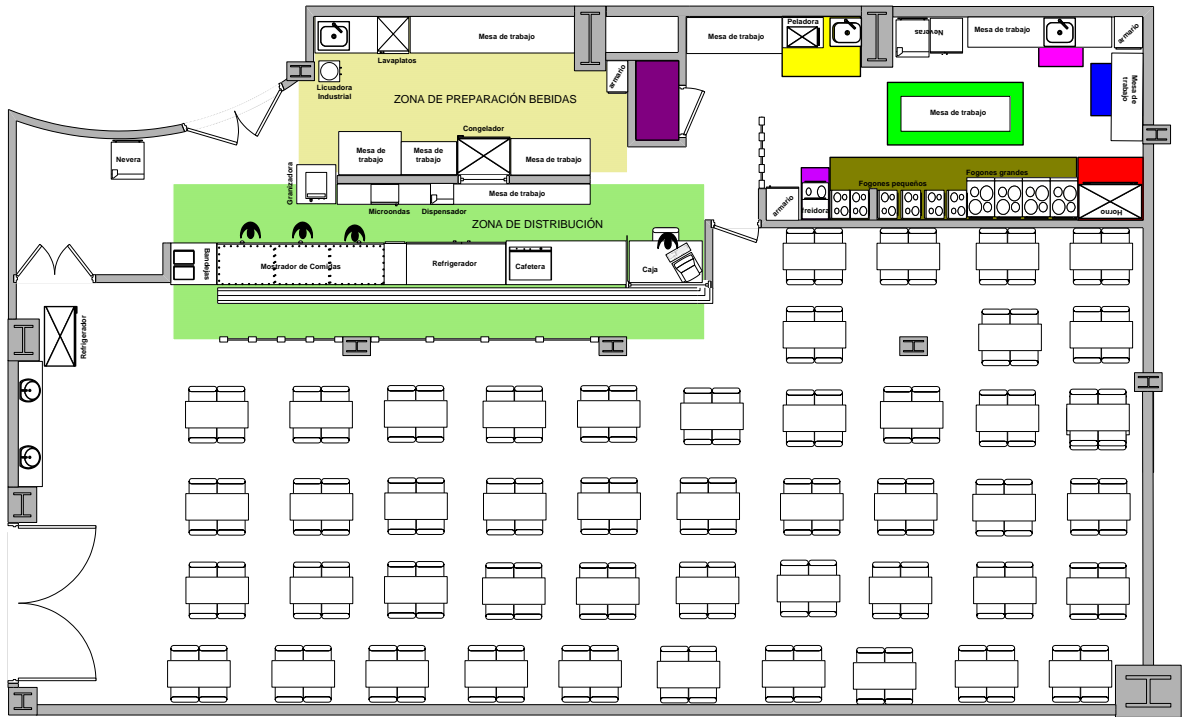 Mesa de trabajo
Lavaplatos
Licuadora
Industrial
armario
ZONA DE PREPARACIÓN BEBIDAS
Mesa de trabajo
Peladora
Neveras
Mesa de trabajo
armario
Mesa de
trabajo
Mesa de trabajo
Nevera
Granizadora
Mesa de
trabajo
Mesa de
trabajo
Congelador
Mesa de
trabajo
Microondas
Dispensador
Mesa de trabajo
ZONA DE DISTRIBUCIÓN
Bandejas
Mostrador de Comidas
Refrigerador
Cafetera
Caja
armario
freidora
Fogones pequeños
Fogones grandes
Horno
Refrigerador